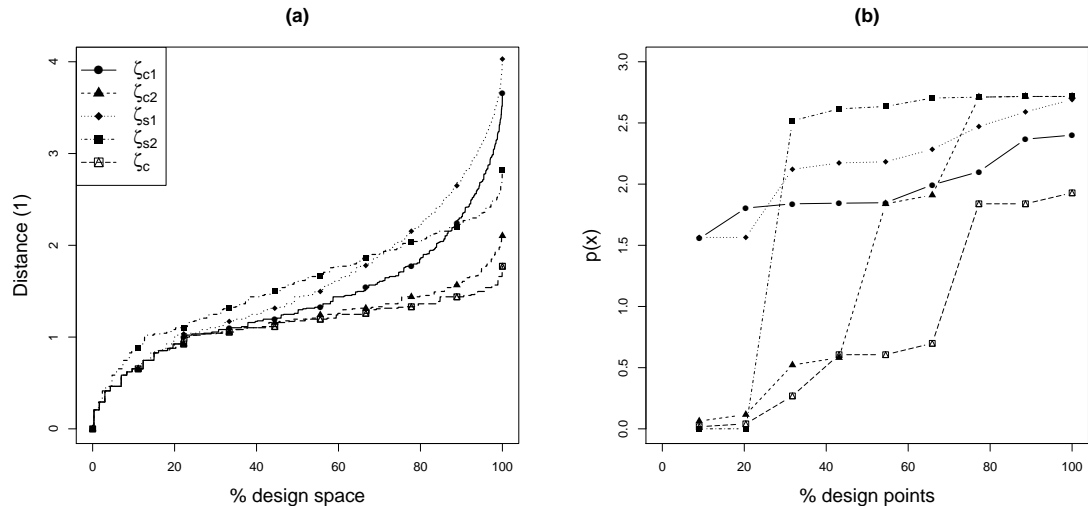 (a)
Distance (1)
4
3
2
1
0
ζc1
ζc2
ζs1
ζs2
ζc
0 20 40 60 80 100
% design space
(b)
p(x)
3.0
2.5
2.0
1.5
1.0
0.5
0.0
0 20 40 60 80 100
% design points